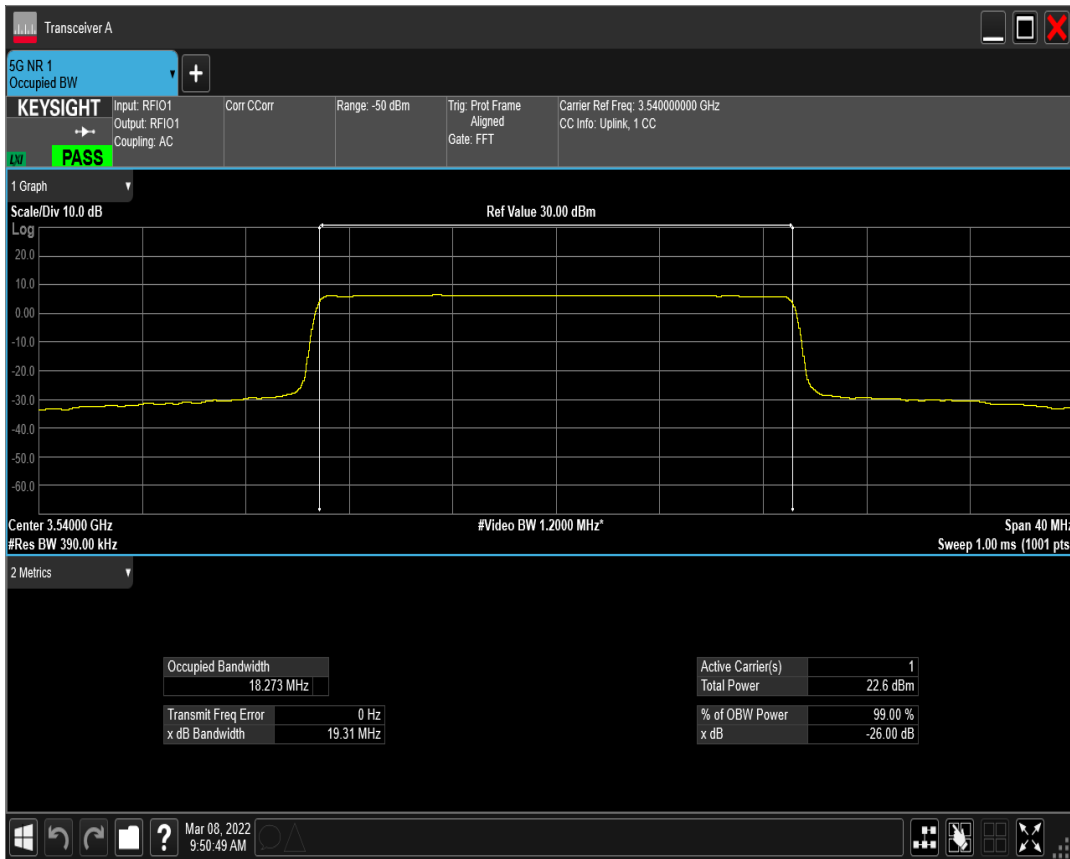 Transceiver A
5G NR 1
Occupied BW
+
KEYSIGHT
Input: RFIO1
Output: RFIO1
Coupling: AC
Corr CCorr
Range: -50 dBm
Trig: Prot Frame
Aligned
Gate: FFT
Carrier Ref Freq: 3.540000000 GHz
CC Info: Uplink, 1 CC
LXI
PASS
1 Graph
Scale/Div 10.0 dB
Ref Value 30.00 dBm
Log
20.0
10.0
0.00
-10.0
-20.0
-30.0
-40.0
-50.0
-60.0
Center 3.54000 GHz
#Video BW 1.2000 MHz*
Span 40 MHz
#Res BW 390.00 kHz
Sweep 1.00 ms (1001 pts
2 Metrics
Occupied Bandwidth
18.273 MHz
Transmit Freq Error 0 Hz
x dB Bandwidth 19.31 MHz
Active Carrier(s) 1
Total Power 22.6 dBm
% of OBW Power 99.00 %
x dB -26.00 dB
?
Mar 08, 2022
9:50:49 AM